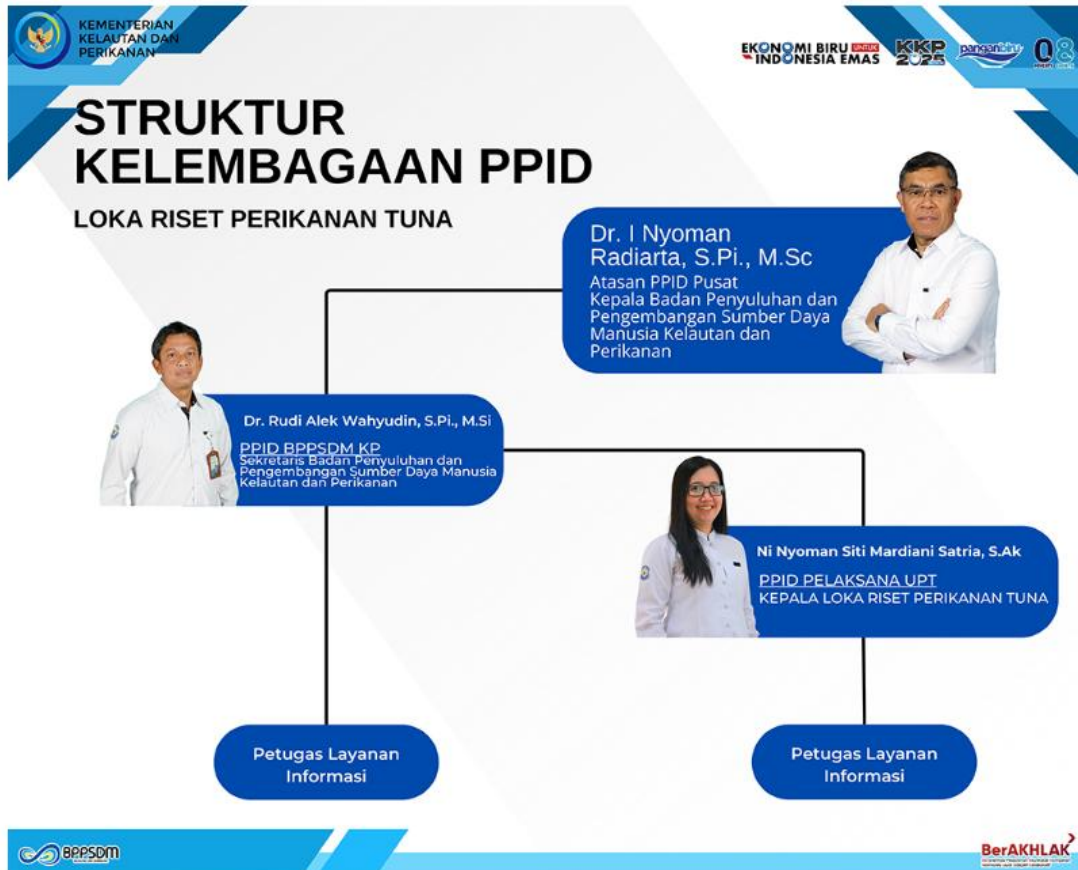 KEMENTERIAN
KELAUTAN DAN
PERIKANAN
EKONOMI BIRU UNTUK
INDONESIA EMAS
KKP
2025
panganbiru
08
STRUKTUR
KELEMBAGAAN PPID
LOKA RISET PERIKANAN TUNA
Dr. I Nyoman
Radiarta, S.Pi., M.Sc
Atasan PPID Pusat
Kepala Badan Penyuluhan dan
Pengembangan Sumber Daya
Manusia Kelautan dan
Perikanan
Dr. Rudi Alek Wahyudin, S.Pi., M.Si
PPID BPPSDM KP
Sekretaris Badan Penyuluhan dan
Pengembangan Sumber Daya Manusia
Kelautan dan Perikanan
Ni Nyoman Siti Mardiani Satria, S.Ak
PPID PELAKSANA UPT
KEPALA LOKA RISET PERIKANAN TUNA
Petugas Layanan
Informasi
Petugas Layanan
Informasi
BPPSDM
BerAKHLAK